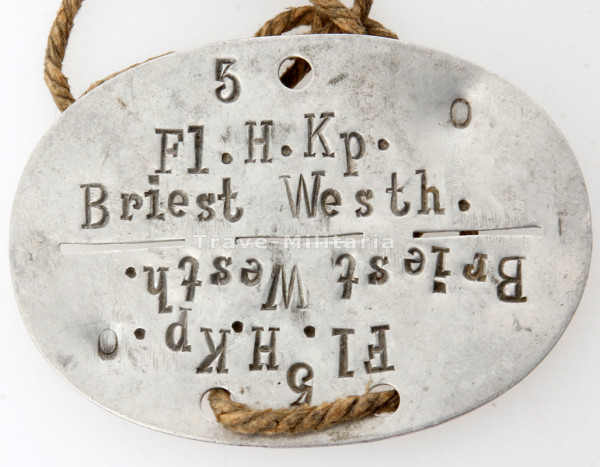 5
O
Fl.H.Kp.
Briest Westh.
Trave-Militaria
Briest Westh.
Fl.H.Kp.
O
5